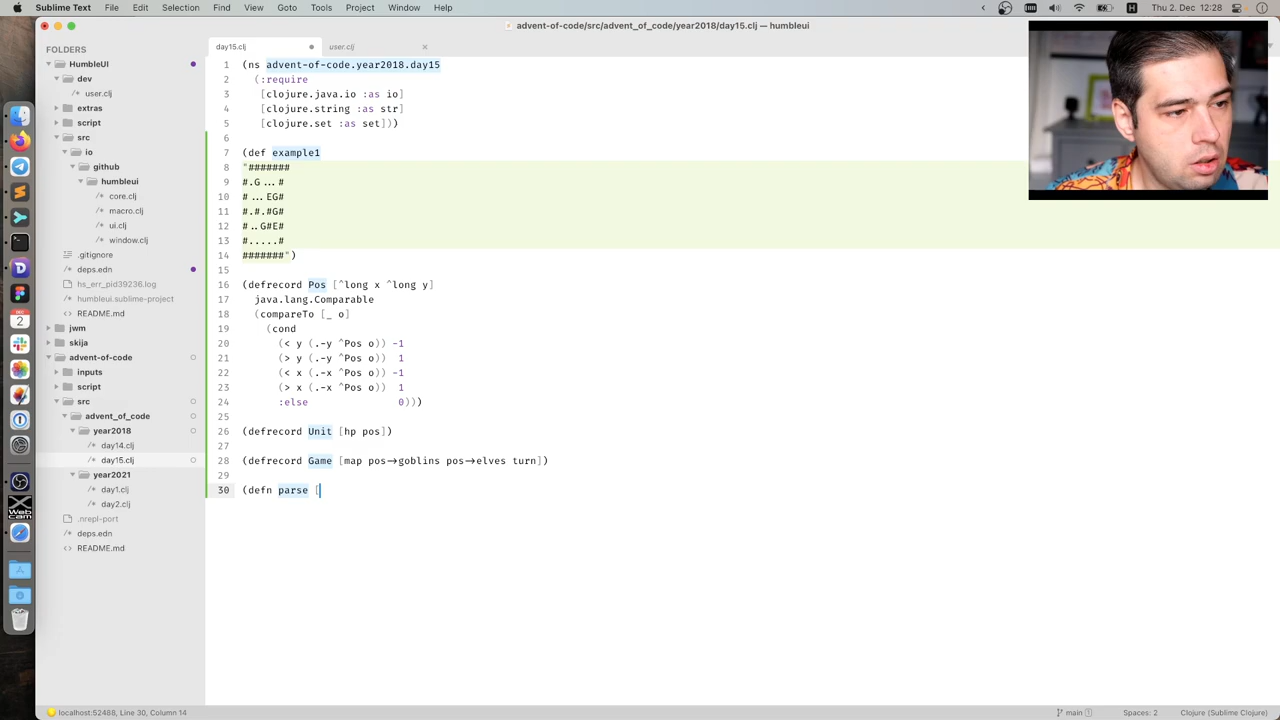 Sublime Text File Edit Selection Find View Goto Tools Project Window Help
H Thu 2. Dec 12:28
advent-of-code/src/advent_of_code/year2018/day15.clj — humbleui
FOLDERS
HumbleUI
dev
/* user.clj
extras
script
src
io
github
humbleui
/* core.clj
/* macro.clj
/* ui.clj
/* window.clj
.gitignore
deps.edn
hs_err_pid39236.log
humbleui.sublime-project
<> README.md
jwm
skija
advent-of-code
inputs
script
src
advent_of_code
year2018
/* day14.clj
/* day15.clj
year2021
/* day1.clj
/* day2.clj
.nrepl-port
deps.edn
<> README.md
day15.clj
user.clj
1 (ns advent-of-code.year2018.day15
2 (:require
3 [clojure.java.io :as io]
4 [clojure.string :as str]
5 [clojure.set :as set]))
6
7 (def example1
8 "#######
9 #.G...#
10 #...EG#
11 #.#.#G#
12 #..G#E#
13 #.....#
14 #######")
15
16 (defrecord Pos [^long x ^long y]
17 java.lang.Comparable
18 (compareTo [_ o]
19 (cond
20 (< y (.-y ^Pos o)) -1
21 (> y (.-y ^Pos o)) 1
22 (< x (.-x ^Pos o)) -1
23 (> x (.-x ^Pos o)) 1
24 :else 0)))
25
26 (defrecord Unit [hp pos])
27
28 (defrecord Game [map pos->goblins pos->elves turn])
29
30 (defn parse [
DEC
2
Web
cam
localhost:52488, Line 30, Column 14
main 1
Spaces: 2
Clojure (Sublime Clojure)